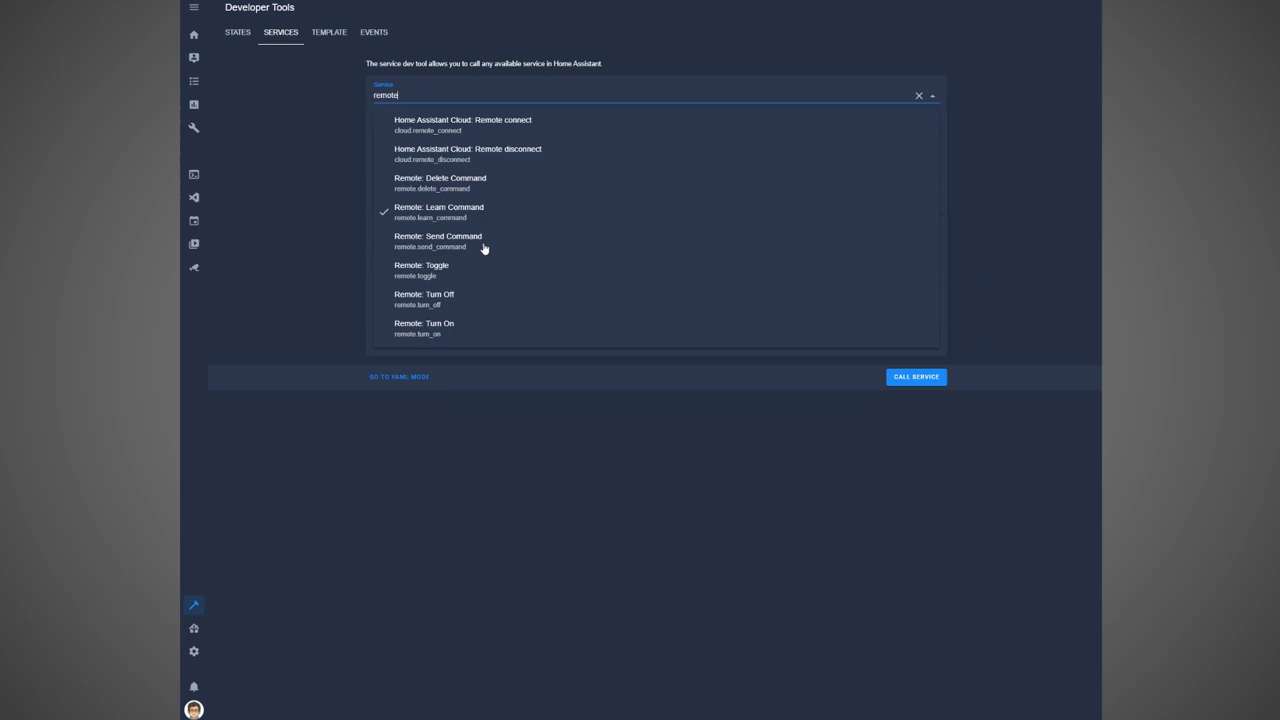 Developer Tools
STATES SERVICES TEMPLATE EVENTS
The service dev tool allows you to call any available service in Home Assistant.
Service
remote
Home Assistant Cloud: Remote connect
cloud.remote_connect
Home Assistant Cloud: Remote disconnect
cloud.remote_disconnect
Remote: Delete Command
remote.delete_command
Remote: Learn Command
remote.learn_command
Remote: Send Command
remote.send_command
Remote: Toggle
remote.toggle
Remote: Turn Off
remote.turn_off
Remote: Turn On
remote.turn_on
GO TO YAML MODE CALL SERVICE